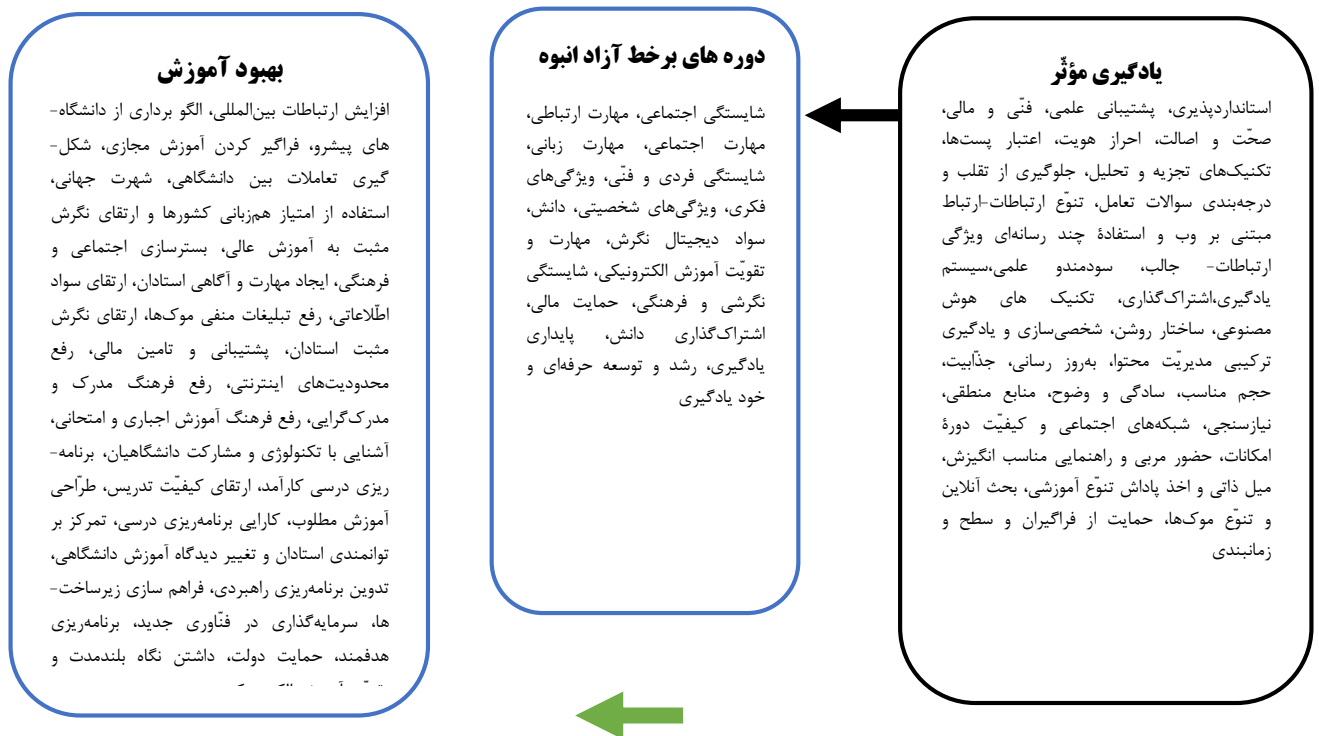 یادگیری مؤثّر
استانداردپذیری، پشتیبانی علمی، فنّی و مالی،
صحّت و اصالت، احراز هویت، اعتبار پست‌ها،
تکنیک‌های تجزیه و تحلیل، جلوگیری از تقلب و
درجه‌بندی سوالات تعامل، تنوّع ارتباطات-ارتباط
مبتنی بر وب و استفادۀ چند رسانه‌ای ویژگی
ارتباطات- جالب، سودمندو علمی،سیستم
یادگیری،اشتراک‌گذاری، تکنیک های هوش
مصنوعی، ساختار روشن، شخصی‌سازی و یادگیری
ترکیبی مدیریّت محتوا، به‌روز رسانی، جذّابیت،
حجم مناسب، سادگی و وضوح، منابع منطقی،
نیازسنجی، شبکه‌های اجتماعی و کیفیّت دورۀ
امکانات، حضور مربی و راهنمایی مناسب انگیزش،
میل ذاتی و اخذ پاداش تنوّع آموزشی، بحث آنلاین
و تنوّع موک‌ها، حمایت از فراگیران و سطح و
زمانبندی
دوره های برخط آزاد انبوه
شایستگی اجتماعی، مهارت ارتباطی،
مهارت اجتماعی، مهارت زبانی،
شایستگی فردی و فنّی، ویژگی‌های
فکری، ویژگی‌های شخصیتی، دانش،
سواد دیجیتال نگرش، مهارت و
تقویّت آموزش الکترونیکی، شایستگی
نگرشی و فرهنگی، حمایت مالی،
اشتراک‌گذاری دانش، پایداری
یادگیری، رشد و توسعه حرفه‌ای و
خود یادگیری
بهبود آموزش
افزایش ارتباطات بین‌المللی، الگو برداری از دانشگاه-
های پیشرو، فراگیر کردن آموزش مجازی، شکل-
گیری تعاملات بین دانشگاهی، شهرت جهانی،
استفاده از امتیاز هم‌زبانی کشورها و ارتقای نگرش
مثبت به آموزش عالی، بسترسازی اجتماعی و
فرهنگی، ایجاد مهارت و آگاهی استادان، ارتقای سواد
اطّلاعاتی، رفع تبلیغات منفی موک‌ها، ارتقای نگرش
مثبت استادان، پشتیبانی و تامین مالی، رفع
محدودیت‌های اینترنتی، رفع فرهنگ مدرک و
مدرک‌گرایی، رفع فرهنگ آموزش اجباری و امتحانی،
آشنایی با تکنولوژی و مشارکت دانشگاهیان، برنامه-
ریزی درسی کارآمد، ارتقای کیفیّت تدریس، طرّاحی
آموزش مطلوب، کارایی برنامه‌ریزی درسی، تمرکز بر
توانمندی استادان و تغییر دیدگاه آموزش دانشگاهی،
تدوین برنامه‌ریزی راهبردی، فراهم سازی زیرساخت-
ها، سرمایه‌گذاری در فنّاوری جدید، برنامه‌ریزی
هدفمند، حمایت دولت، داشتن نگاه بلندمدت و